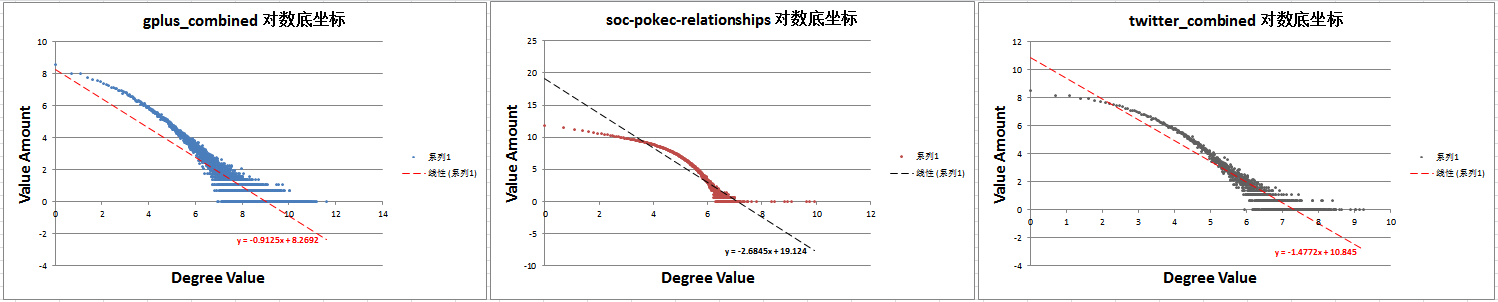 gplus_combined 对数底坐标
Value Amount
10
8
6
4
2
0
-2
-4
0
2
4
6
8
10
12
14
系列1
线性 (系列1)
y = -0.9125x + 8.2692
Degree Value
soc-pokec-relationships 对数底坐标
Value Amount
25
20
15
10
5
0
-5
-10
0
2
4
6
8
10
12
系列1
线性 (系列1)
y = -2.6845x + 19.124
Degree Value
twitter_combined 对数底坐标
Value Amount
12
10
8
6
4
2
0
-2
-4
0
1
2
3
4
5
6
7
8
9
10
系列1
线性 (系列1)
y = -1.4772x + 10.845
Degree Value